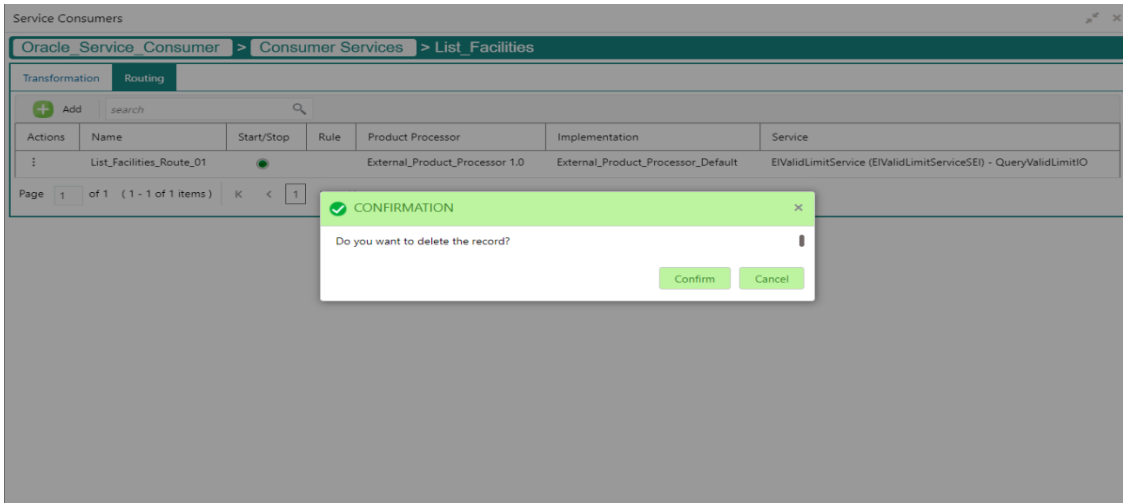 Service Consumers
Oracle_Service_Consumer > Consumer Services > List_Facilities
Transformation Routing
Add search
Actions Name Start/Stop Rule Product Processor Implementation Service
List_Facilities_Route_01 External_Product_Processor 1.0 External_Product_Processor_Default EIValidLimitService (EIValidLimitServiceSEI) - QueryValidLimitIO
Page 1 of 1 (1 - 1 of 1 items) K < 1
CONFIRMATION ×
Do you want to delete the record?
Confirm Cancel